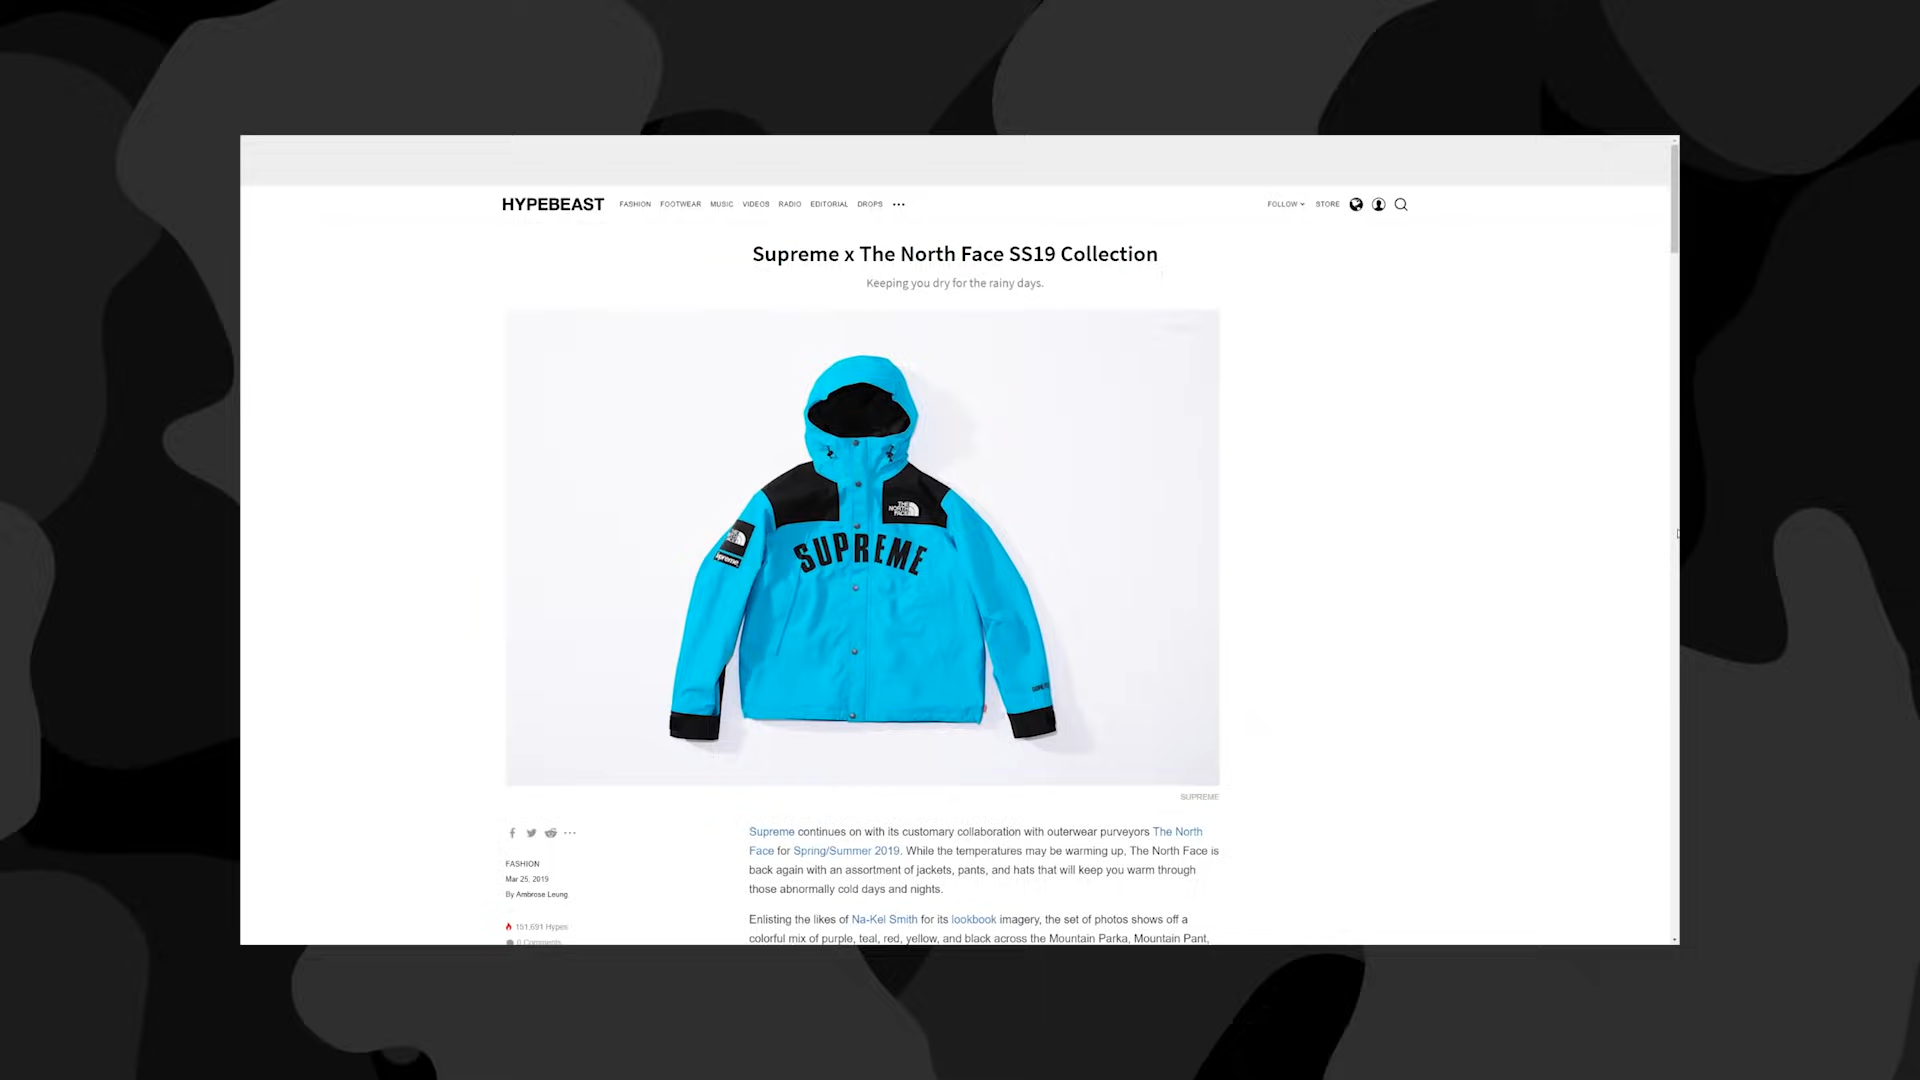 HYPEBEAST FASHION FOOTWEAR MUSIC VIDEOS RADIO EDITORIAL DROPS ••• FOLLOW STORE
Supreme x The North Face SS19 Collection
Keeping you dry for the rainy days.
THE
NORTH
FACE
SUPREME
Supreme
SUPREME
Supreme continues on with its customary collaboration with outerwear purveyors The North
Face for Spring/Summer 2019. While the temperatures may be warming up, The North Face is
back again with an assortment of jackets, pants, and hats that will keep you warm through
those abnormally cold days and nights.
Enlisting the likes of Na-Kel Smith for its lookbook imagery, the set of photos shows off a
colorful mix of purple, teal, red, yellow, and black across the Mountain Parka, Mountain Pant,
FASHION
Mar 25, 2019
By Ambrose Leung
151.691 Hypes
0 Comments